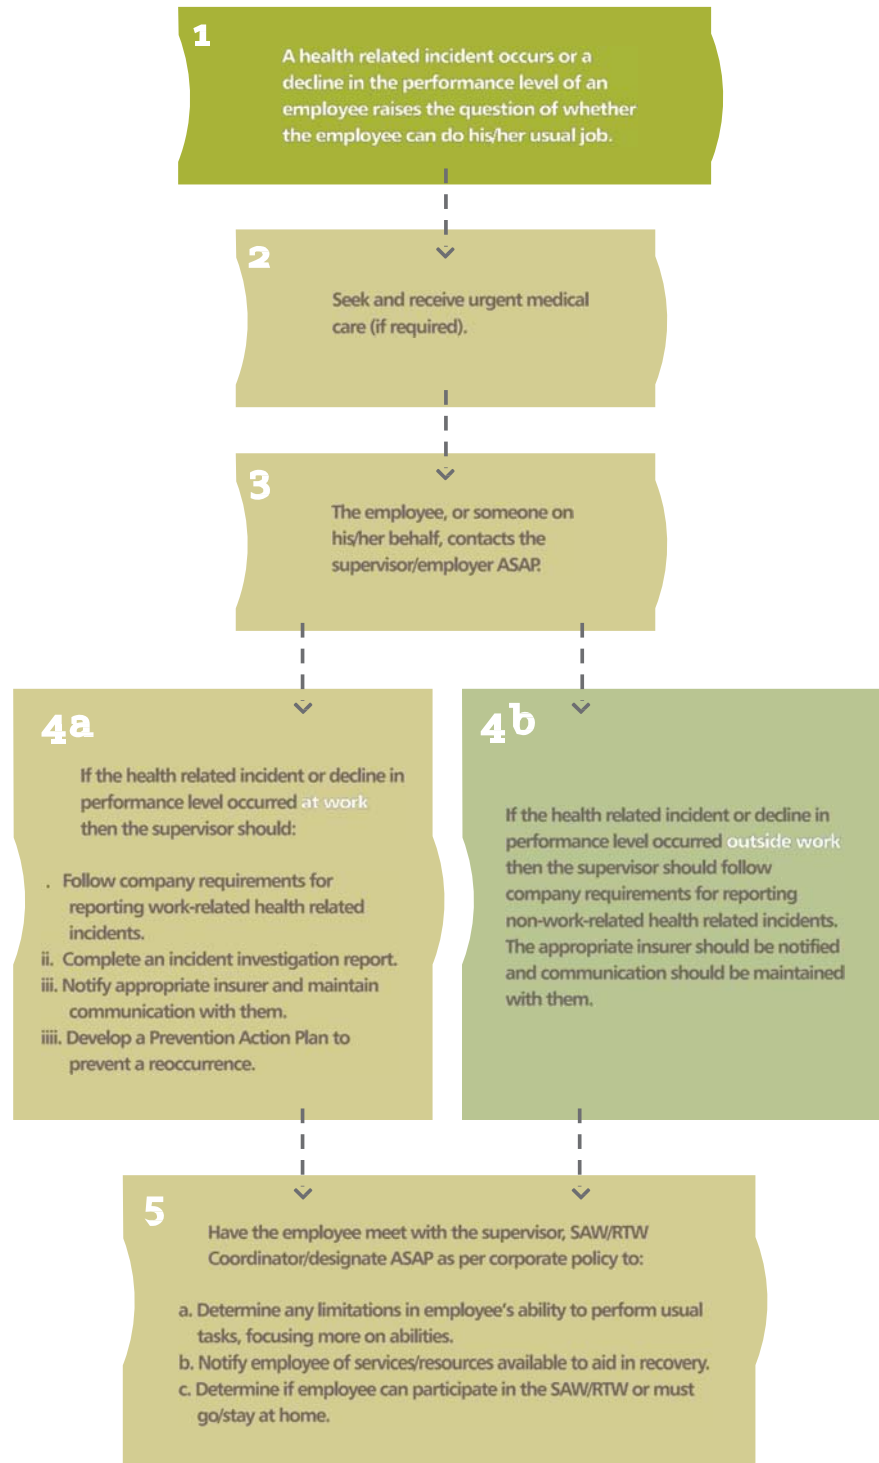 1
A health related incident occurs or a
decline in the performance level of an
employee raises the question of whether
the employee can do his/her usual job.
2
Seek and receive urgent medical
care (if required).
3
The employee, or someone on
his/her behalf, contacts the
supervisor/employer ASAP.
4a
If the health related incident or decline in
performance level occurred at work
then the supervisor should:
. Follow company requirements for
reporting work-related health related
incidents.
ii. Complete an incident investigation report.
iii. Notify appropriate insurer and maintain
communication with them.
iiii. Develop a Prevention Action Plan to
prevent a reoccurrence.
4b
If the health related incident or decline in
performance level occurred outside work
then the supervisor should follow
company requirements for reporting
non-work-related health related incidents.
The appropriate insurer should be notified
and communication should be maintained
with them.
5
Have the employee meet with the supervisor, SAW/RTW
Coordinator/designate ASAP as per corporate policy to:
a. Determine any limitations in employee's ability to perform usual
tasks, focusing more on abilities.
b. Notify employee of services/resources available to aid in recovery.
c. Determine if employee can participate in the SAW/RTW or must
go/stay at home.